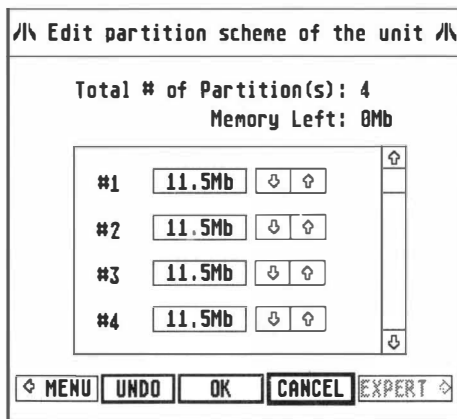 Edit partition scheme of the unit
Total # of Partition(s): 4
Memory Left: 0Mb
#1 11.5Mb
#2 11.5Mb
#3 11.5Mb
#4 11.5Mb
MENU UNDO OK CANCEL EXPERT